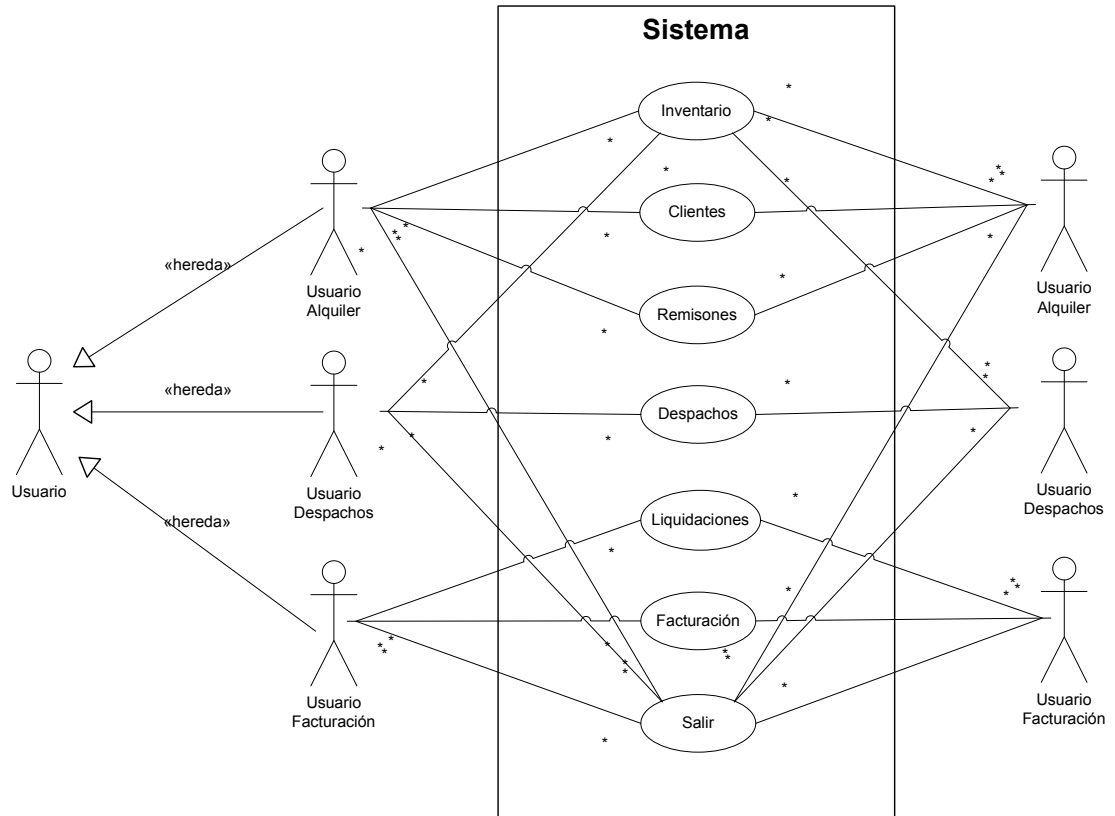 Sistema
Inventario
Clientes
Remisones
Despachos
Liquidaciones
Facturación
Salir
«hereda»
«hereda»
«hereda»
Usuario
Usuario
Alquiler
Usuario
Despachos
Usuario
Facturación
Usuario
Alquiler
Usuario
Despachos
Usuario
Facturación